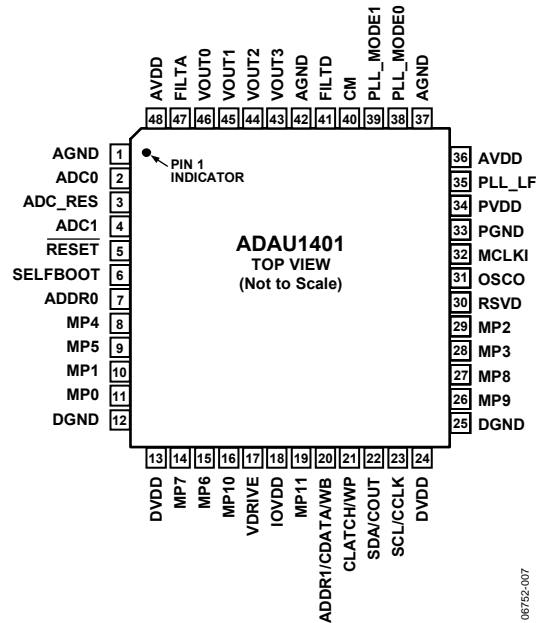 AVDD
FILTA
VOUT0
VOUT1
VOUT2
VOUT3
AGND
FILTD
CM
PLL_MODE1
PLL_MODE0
AGND
48 47 46 45 44 43 42 41 40 39 38 37
AGND 1
ADC0 2
ADC_RES 3
ADC1 4
RESET 5
SELFBOOT 6
ADDR0 7
MP4 8
MP5 9
MP1 10
MP0 11
DGND 12
PIN 1
INDICATOR
ADAU1401
TOP VIEW
(Not to Scale)
36 AVDD
35 PLL_LF
34 PVDD
33 PGND
32 MCLKI
31 OSCO
30 RSVD
29 MP2
28 MP3
27 MP8
26 MP9
25 DGND
13 14 15 16 17 18 19 20 21 22 23 24
DVDD
MP7
MP6
MP10
VDRIVE
IOVDD
MP11
ADDR1/CDATA/WB
CLATCH/WP
SDA/COUT
SCL/CCLK
DVDD
06752-007